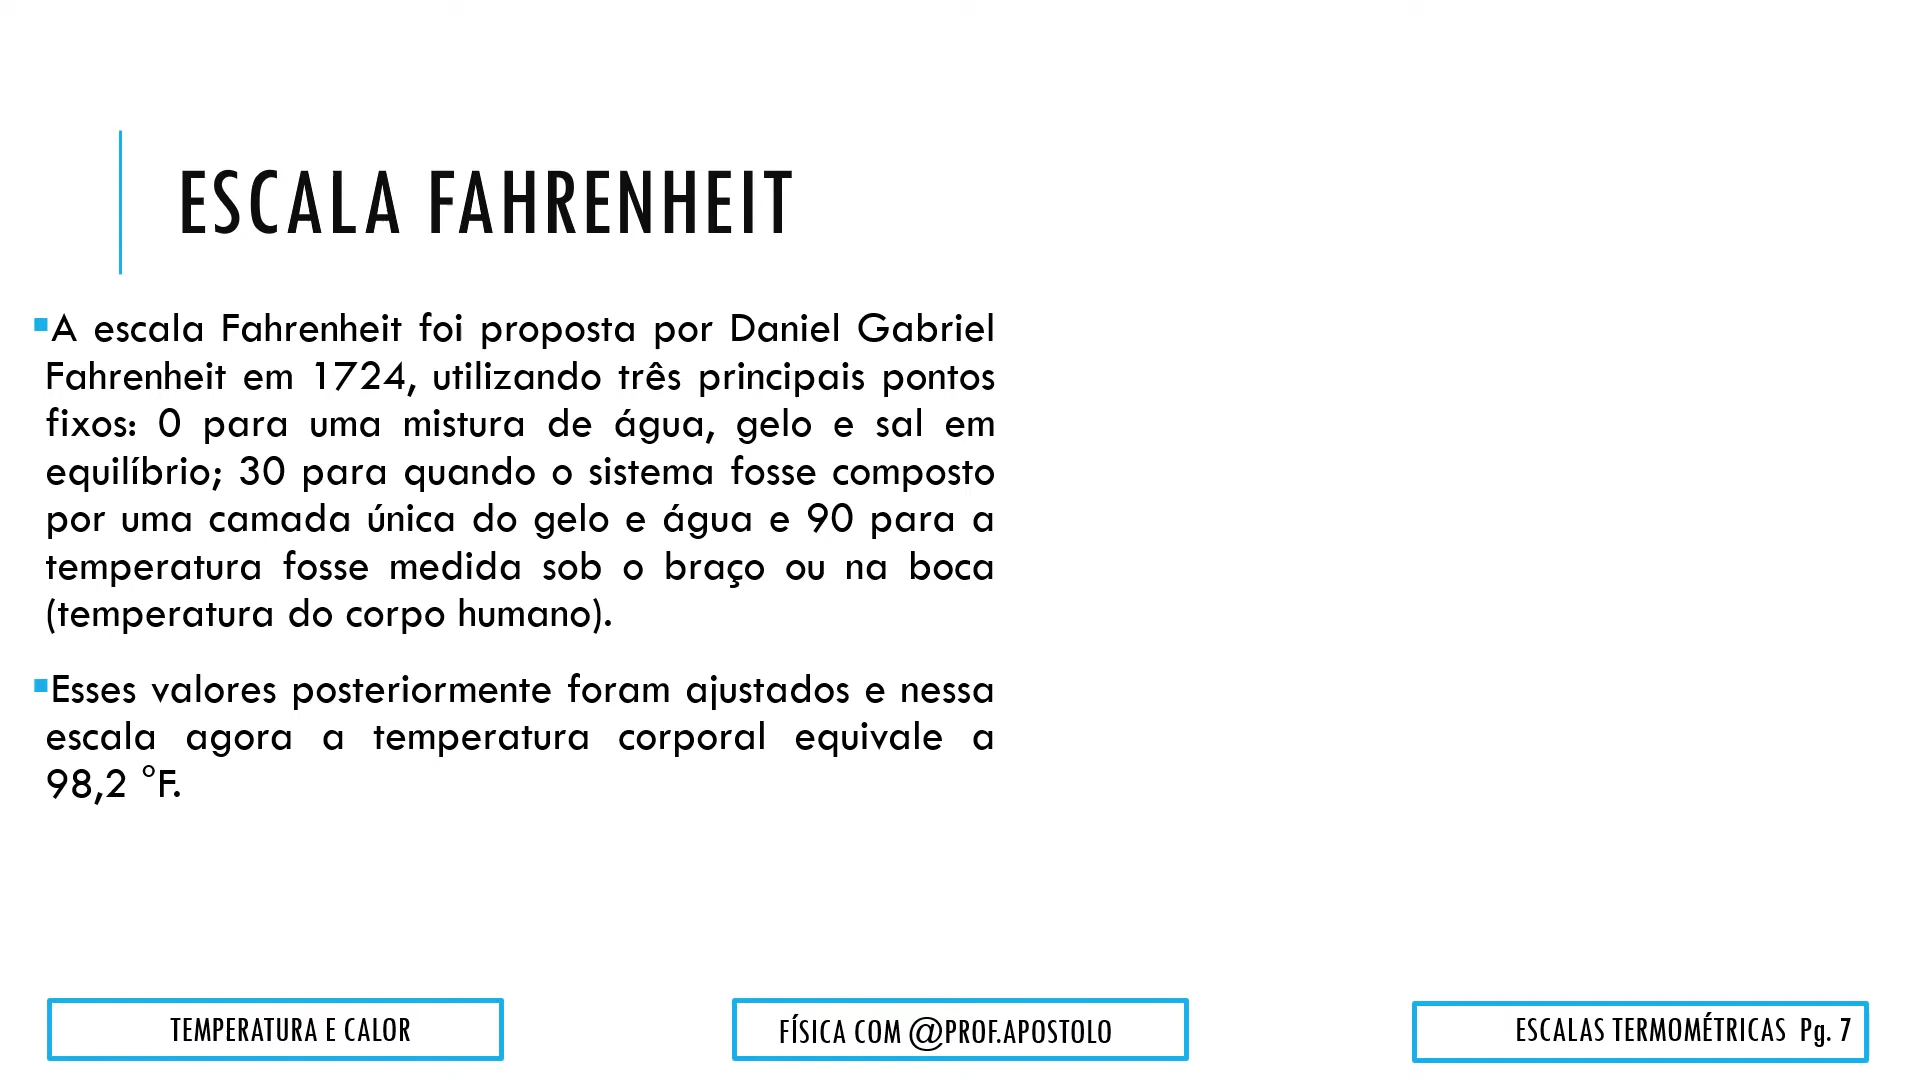 ESCALA FAHRENHEIT
▪A escala Fahrenheit foi proposta por Daniel Gabriel
Fahrenheit em 1724, utilizando três principais pontos
fixos: 0 para uma mistura de água, gelo e sal em
equilíbrio; 30 para quando o sistema fosse composto
por uma camada única do gelo e água e 90 para a
temperatura fosse medida sob o braço ou na boca
(temperatura do corpo humano).
▪Esses valores posteriormente foram ajustados e nessa
escala agora a temperatura corporal equivale a
98,2 °F.
TEMPERATURA E CALOR
FÍSICA COM @PROF.APOSTOLO
ESCALAS TERMOMÉTRICAS Pg. 7